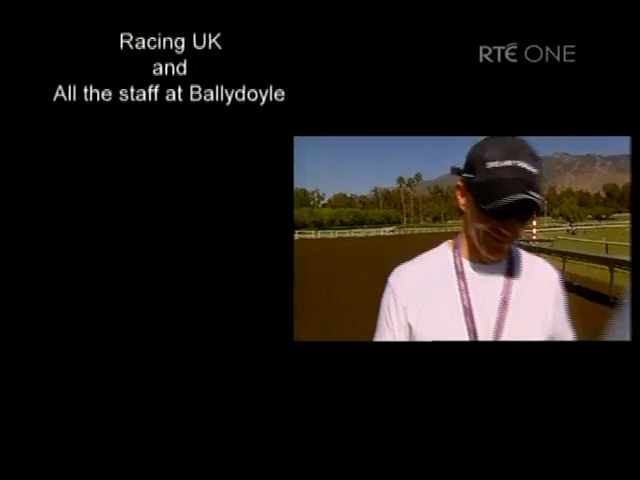 Racing UK
and
All the staff at Ballydoyle
RTÉ ONE